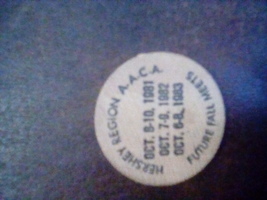 HERSHEY REGION A.A.C.A.
OCT. 8-10, 1981
OCT. 7-9, 1982
OCT. 6-8, 1983
FUTURE FALL MEETS